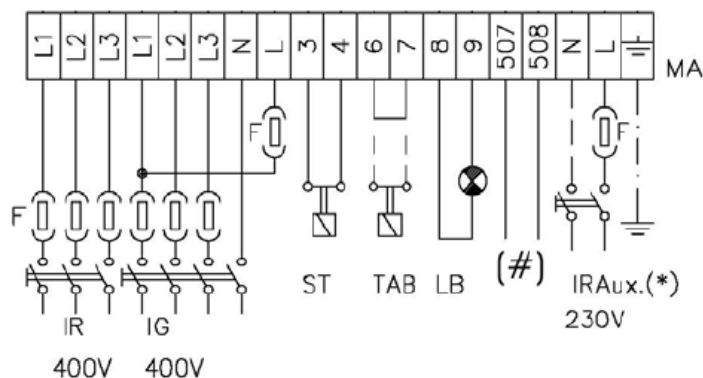 L1 L2 L3 L1 L2 L3 N L 3 4 6 7 8 9 507 508 N L
MA
F F
F
ST TAB LB (#) IRAux.(*)
230V
IR IG
400V 400V